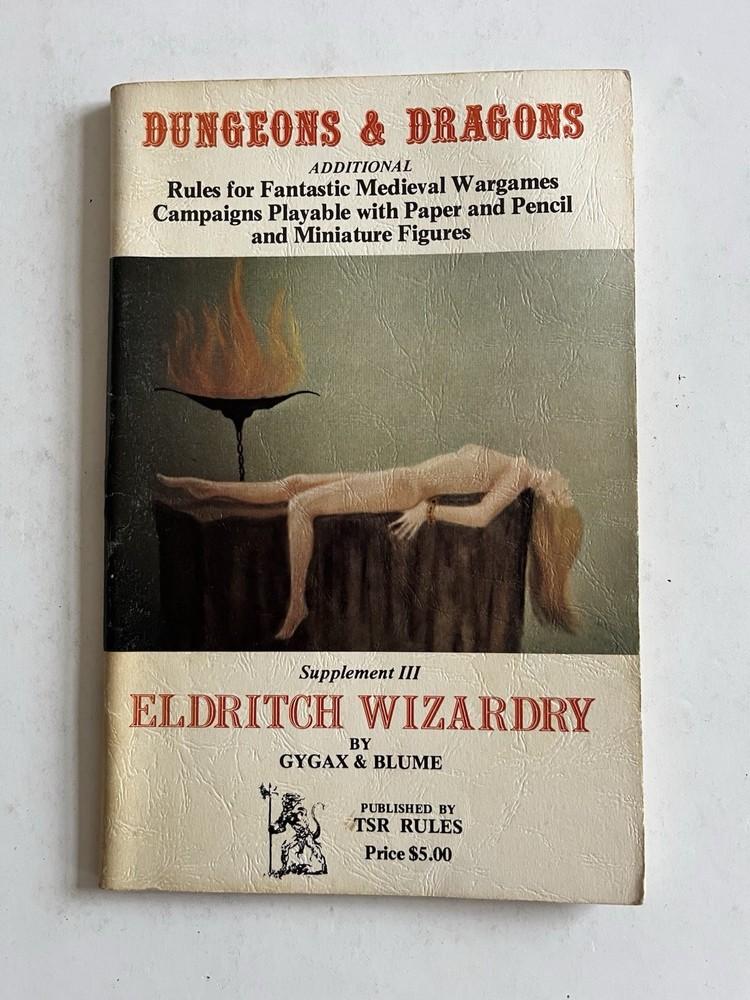 DUNGEONS & DRAGONS
ADDITIONAL
Rules for Fantastic Medieval Wargames
Campaigns Playable with Paper and Pencil
and Miniature Figures
Supplement III
ELDRITCH WIZARDRY
BY
GYGAX & BLUME
PUBLISHED BY
TSR RULES
Price $5.00